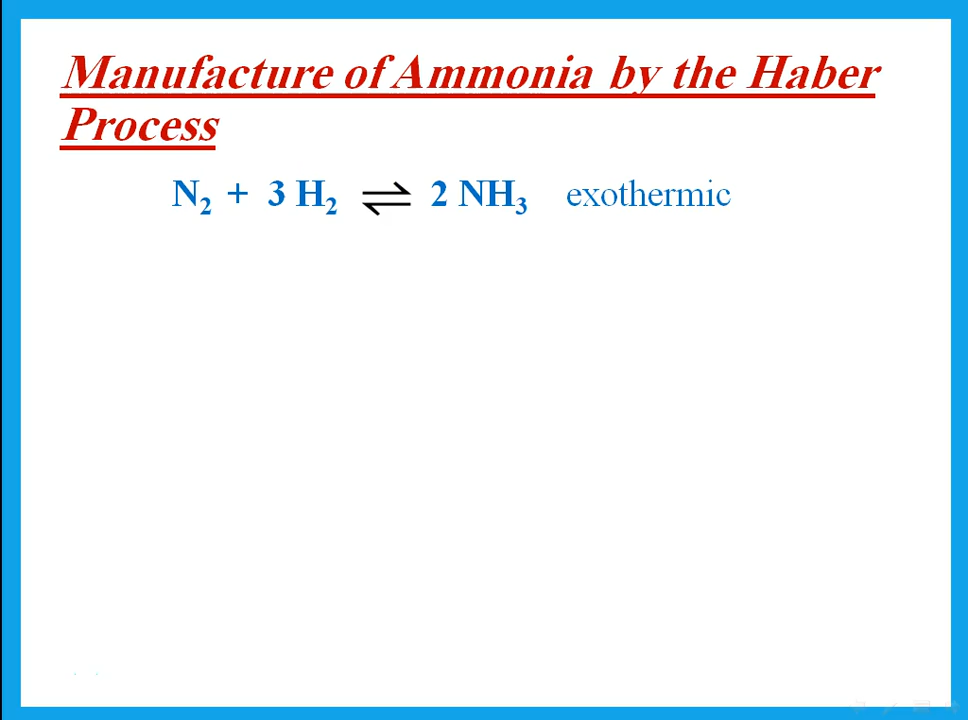 Manufacture of Ammonia by the Haber
Process
N₂ + 3 H₂ ⇌ 2 NH₃ exothermic